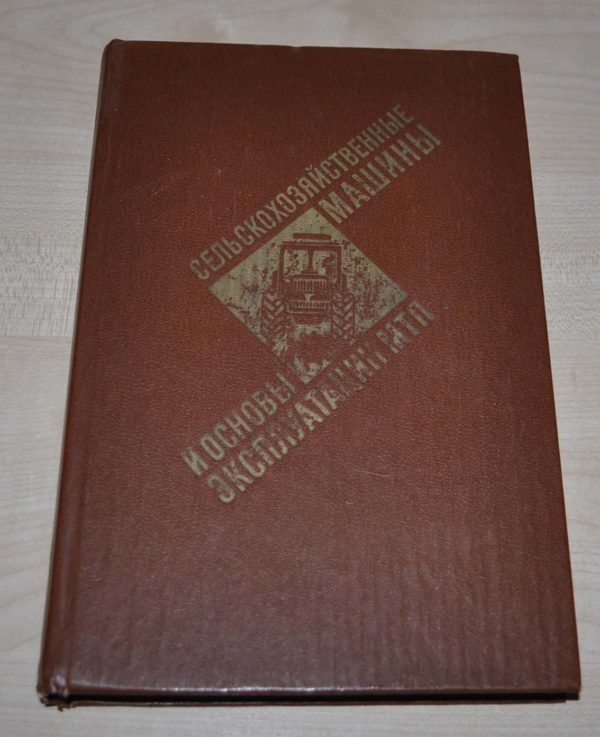 СЕЛЬСКОХОЗЯЙСТВЕННЫЕ
МАШИНЫ
И ОСНОВЫ
ЭКСПЛУАТАЦИИ МТП